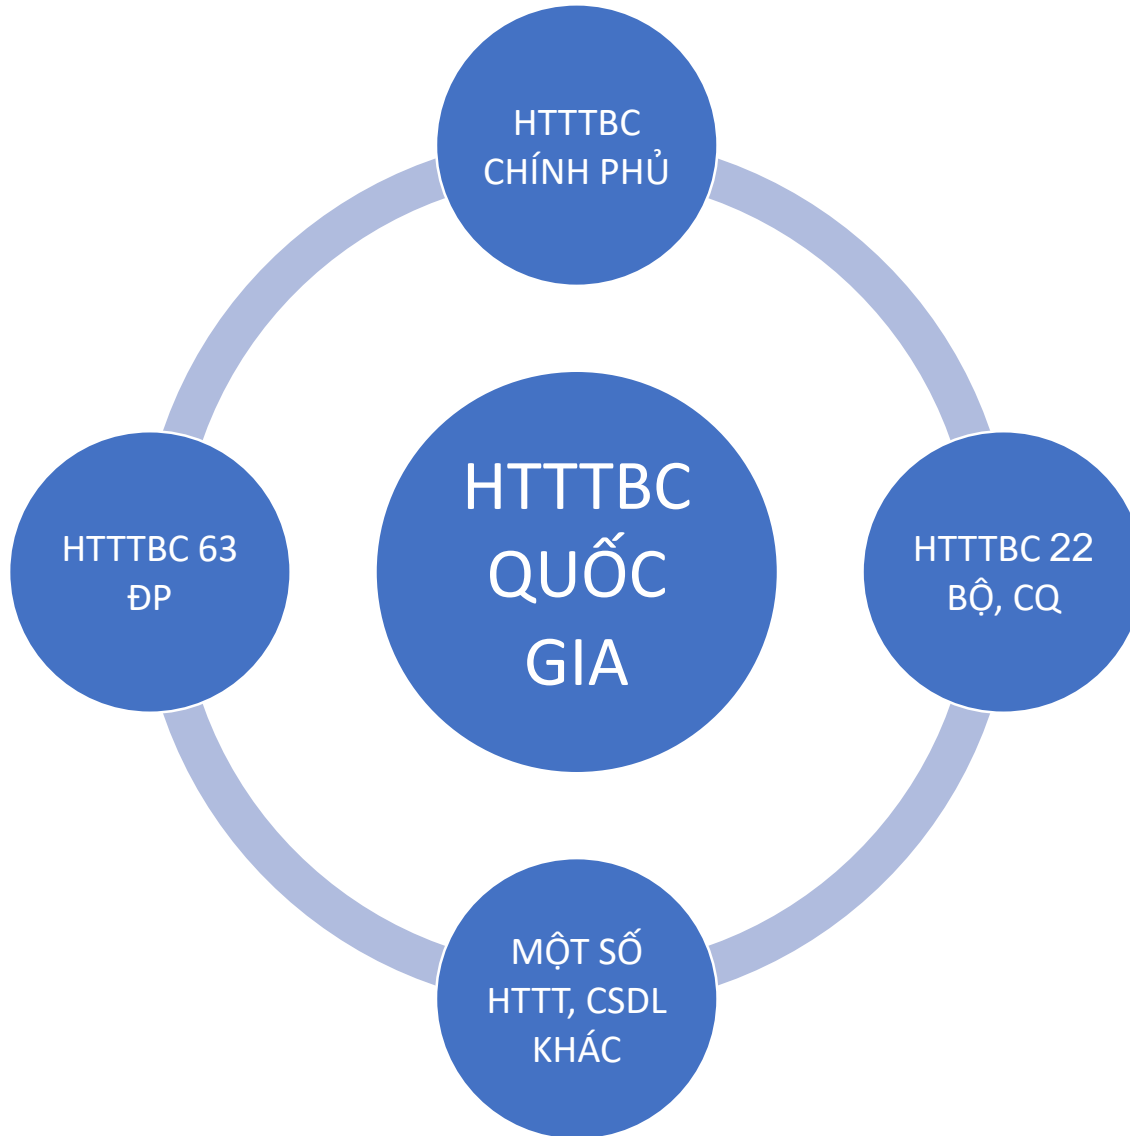 HTTTBC
CHÍNH PHỦ
HTTTBC
QUỐC
GIA
HTTTBC 63
ĐP
HTTTBC 22
BỘ, CQ
MỘT SỐ
HTTT, CSDL
KHÁC